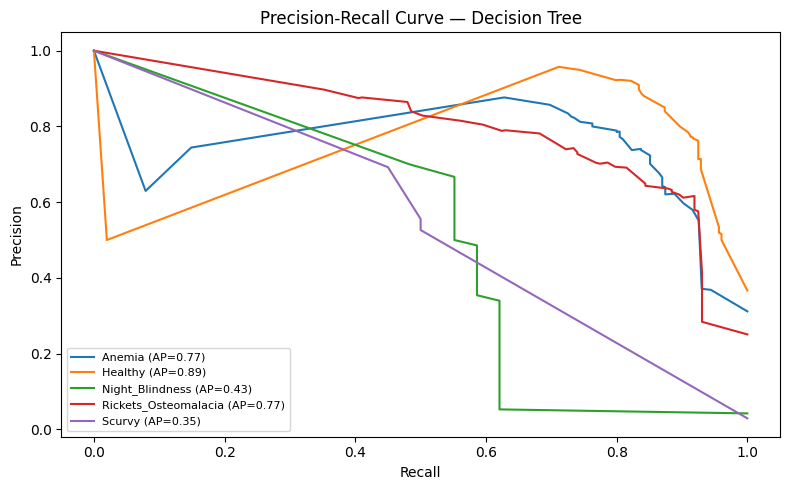 Precision-Recall Curve — Decision Tree
Precision
1.0
0.8
0.6
0.4
0.2
0.0
Anemia (AP=0.77)
Healthy (AP=0.89)
Night_Blindness (AP=0.43)
Rickets_Osteomalacia (AP=0.77)
Scurvy (AP=0.35)
0.0 0.2 0.4 0.6 0.8 1.0
Recall